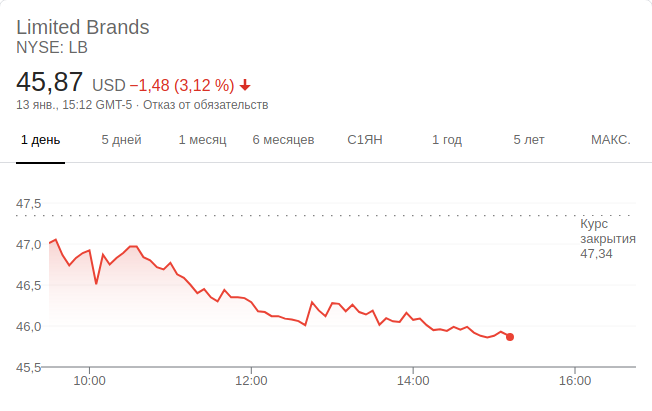 Limited Brands
NYSE: LB
45,87 USD −1,48 (3,12 %)
13 янв., 15:12 GMT-5 · Отказ от обязательств
1 день 5 дней 1 месяц 6 месяцев С1ЯН 1 год 5 лет МАКС.
47,5
Курс
закрытия
47,34
47,0
46,5
46,0
45,5
10:00 12:00 14:00 16:00